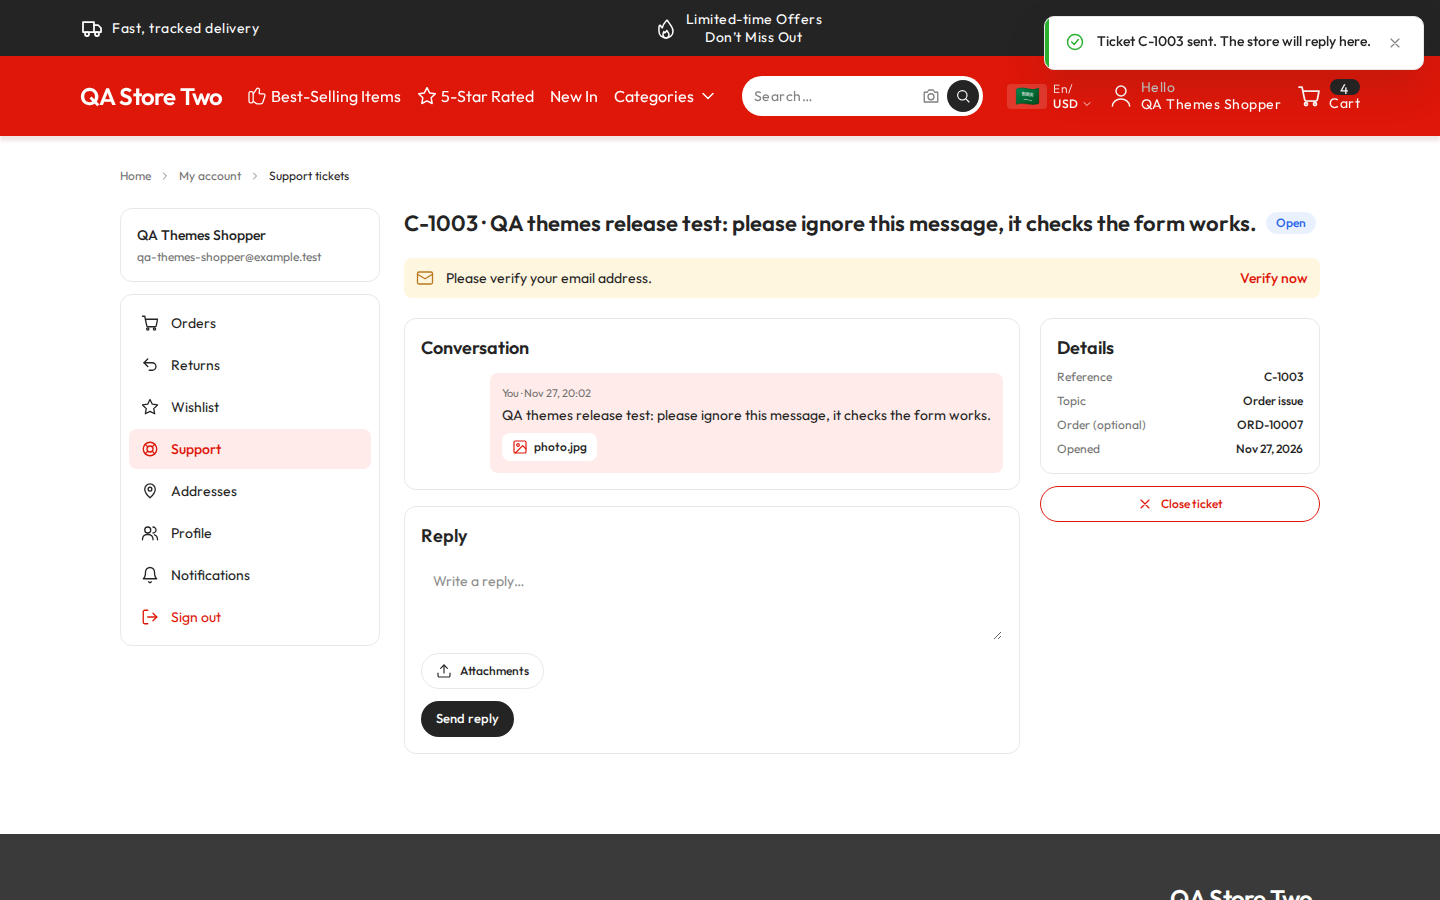 Fast, tracked delivery
Limited-time Offers
Don't Miss Out
Ticket C-1003 sent. The store will reply here.
QA Store Two
Best-Selling Items
5-Star Rated
New In
Categories
Search...
En/
USD
Hello
QA Themes Shopper
4
Cart
Home
My account
Support tickets
QA Themes Shopper
qa-themes-shopper@example.test
Orders
Returns
Wishlist
Support
Addresses
Profile
Notifications
Sign out
C-1003 · QA themes release test: please ignore this message, it checks the form works.
Open
Please verify your email address.
Verify now
Conversation
You · Nov 27, 20:02
QA themes release test: please ignore this message, it checks the form works.
photo.jpg
Reply
Write a reply...
Attachments
Send reply
Details
Reference
C-1003
Topic
Order issue
Order (optional)
ORD-10007
Opened
Nov 27, 2026
Close ticket
QA Store Two